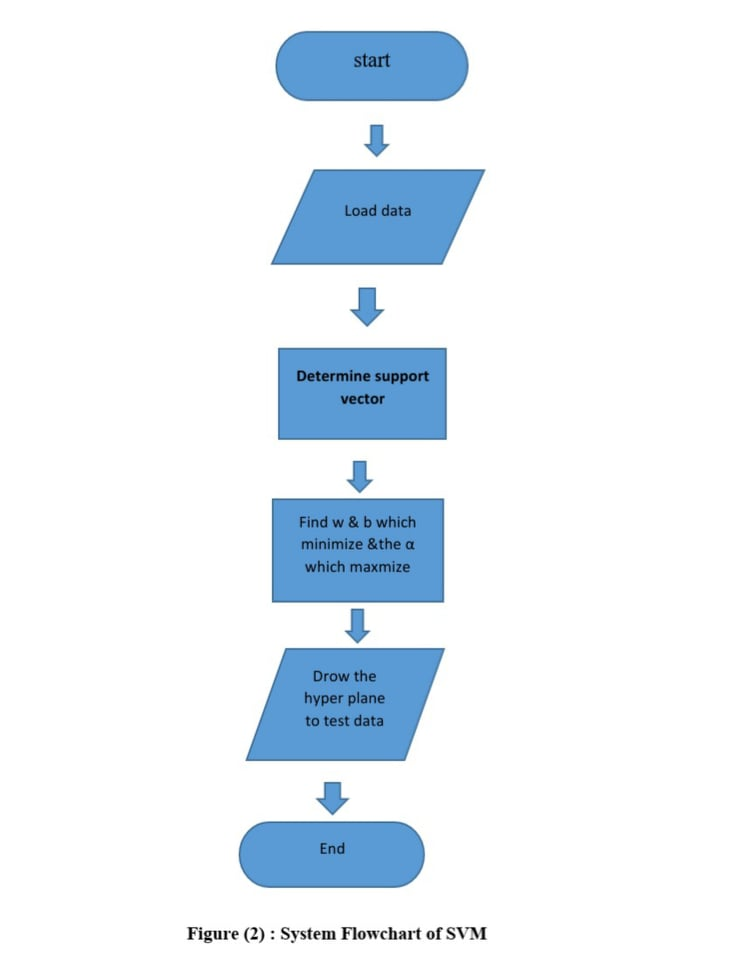 start
Load data
Determine support
vector
Find w & b which
minimize &the α
which maxmize
Drow the
hyper plane
to test data
End
Figure (2) : System Flowchart of SVM